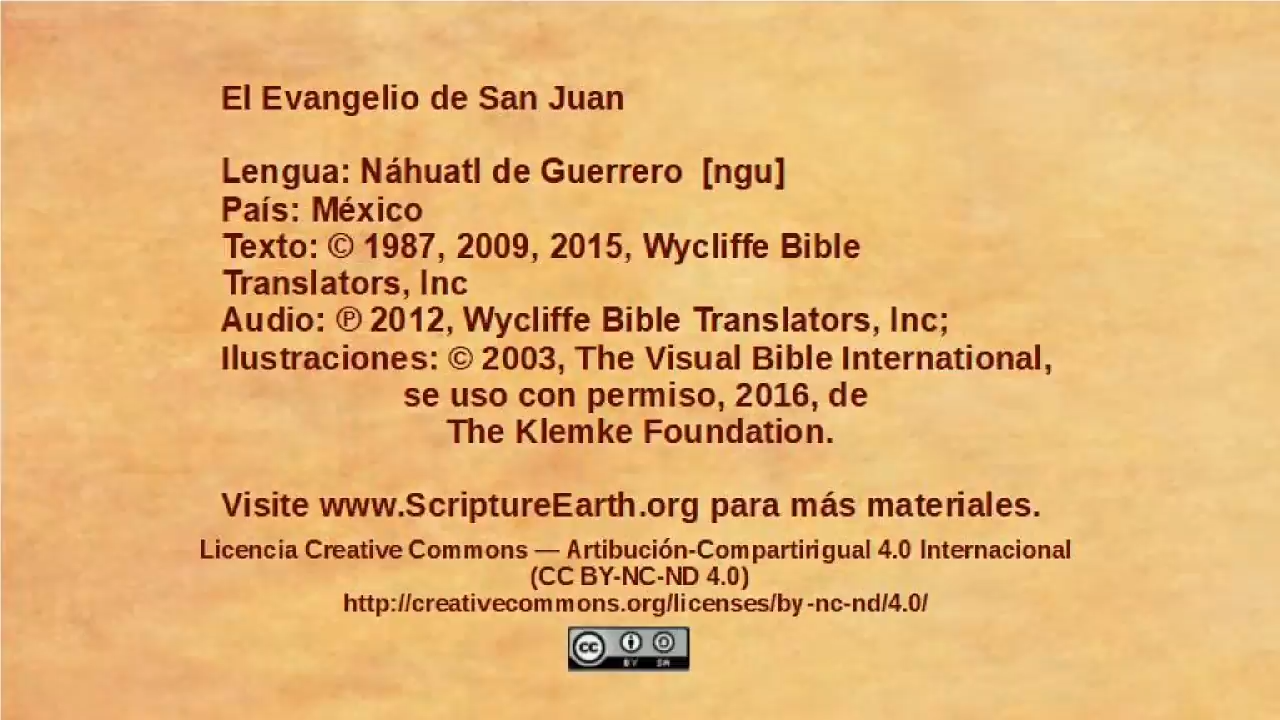 El Evangelio de San Juan
Lengua: Náhuatl de Guerrero [ngu]
País: México
Texto: © 1987, 2009, 2015, Wycliffe Bible
Translators, Inc
Audio: ℗ 2012, Wycliffe Bible Translators, Inc;
Ilustraciones: © 2003, The Visual Bible International,
se uso con permiso, 2016, de
The Klemke Foundation.
Visite www.ScriptureEarth.org para más materiales.
Licencia Creative Commons — Artibución-Compartirigual 4.0 Internacional
(CC BY-NC-ND 4.0)
http://creativecommons.org/licenses/by-nc-nd/4.0/
cc BY SA